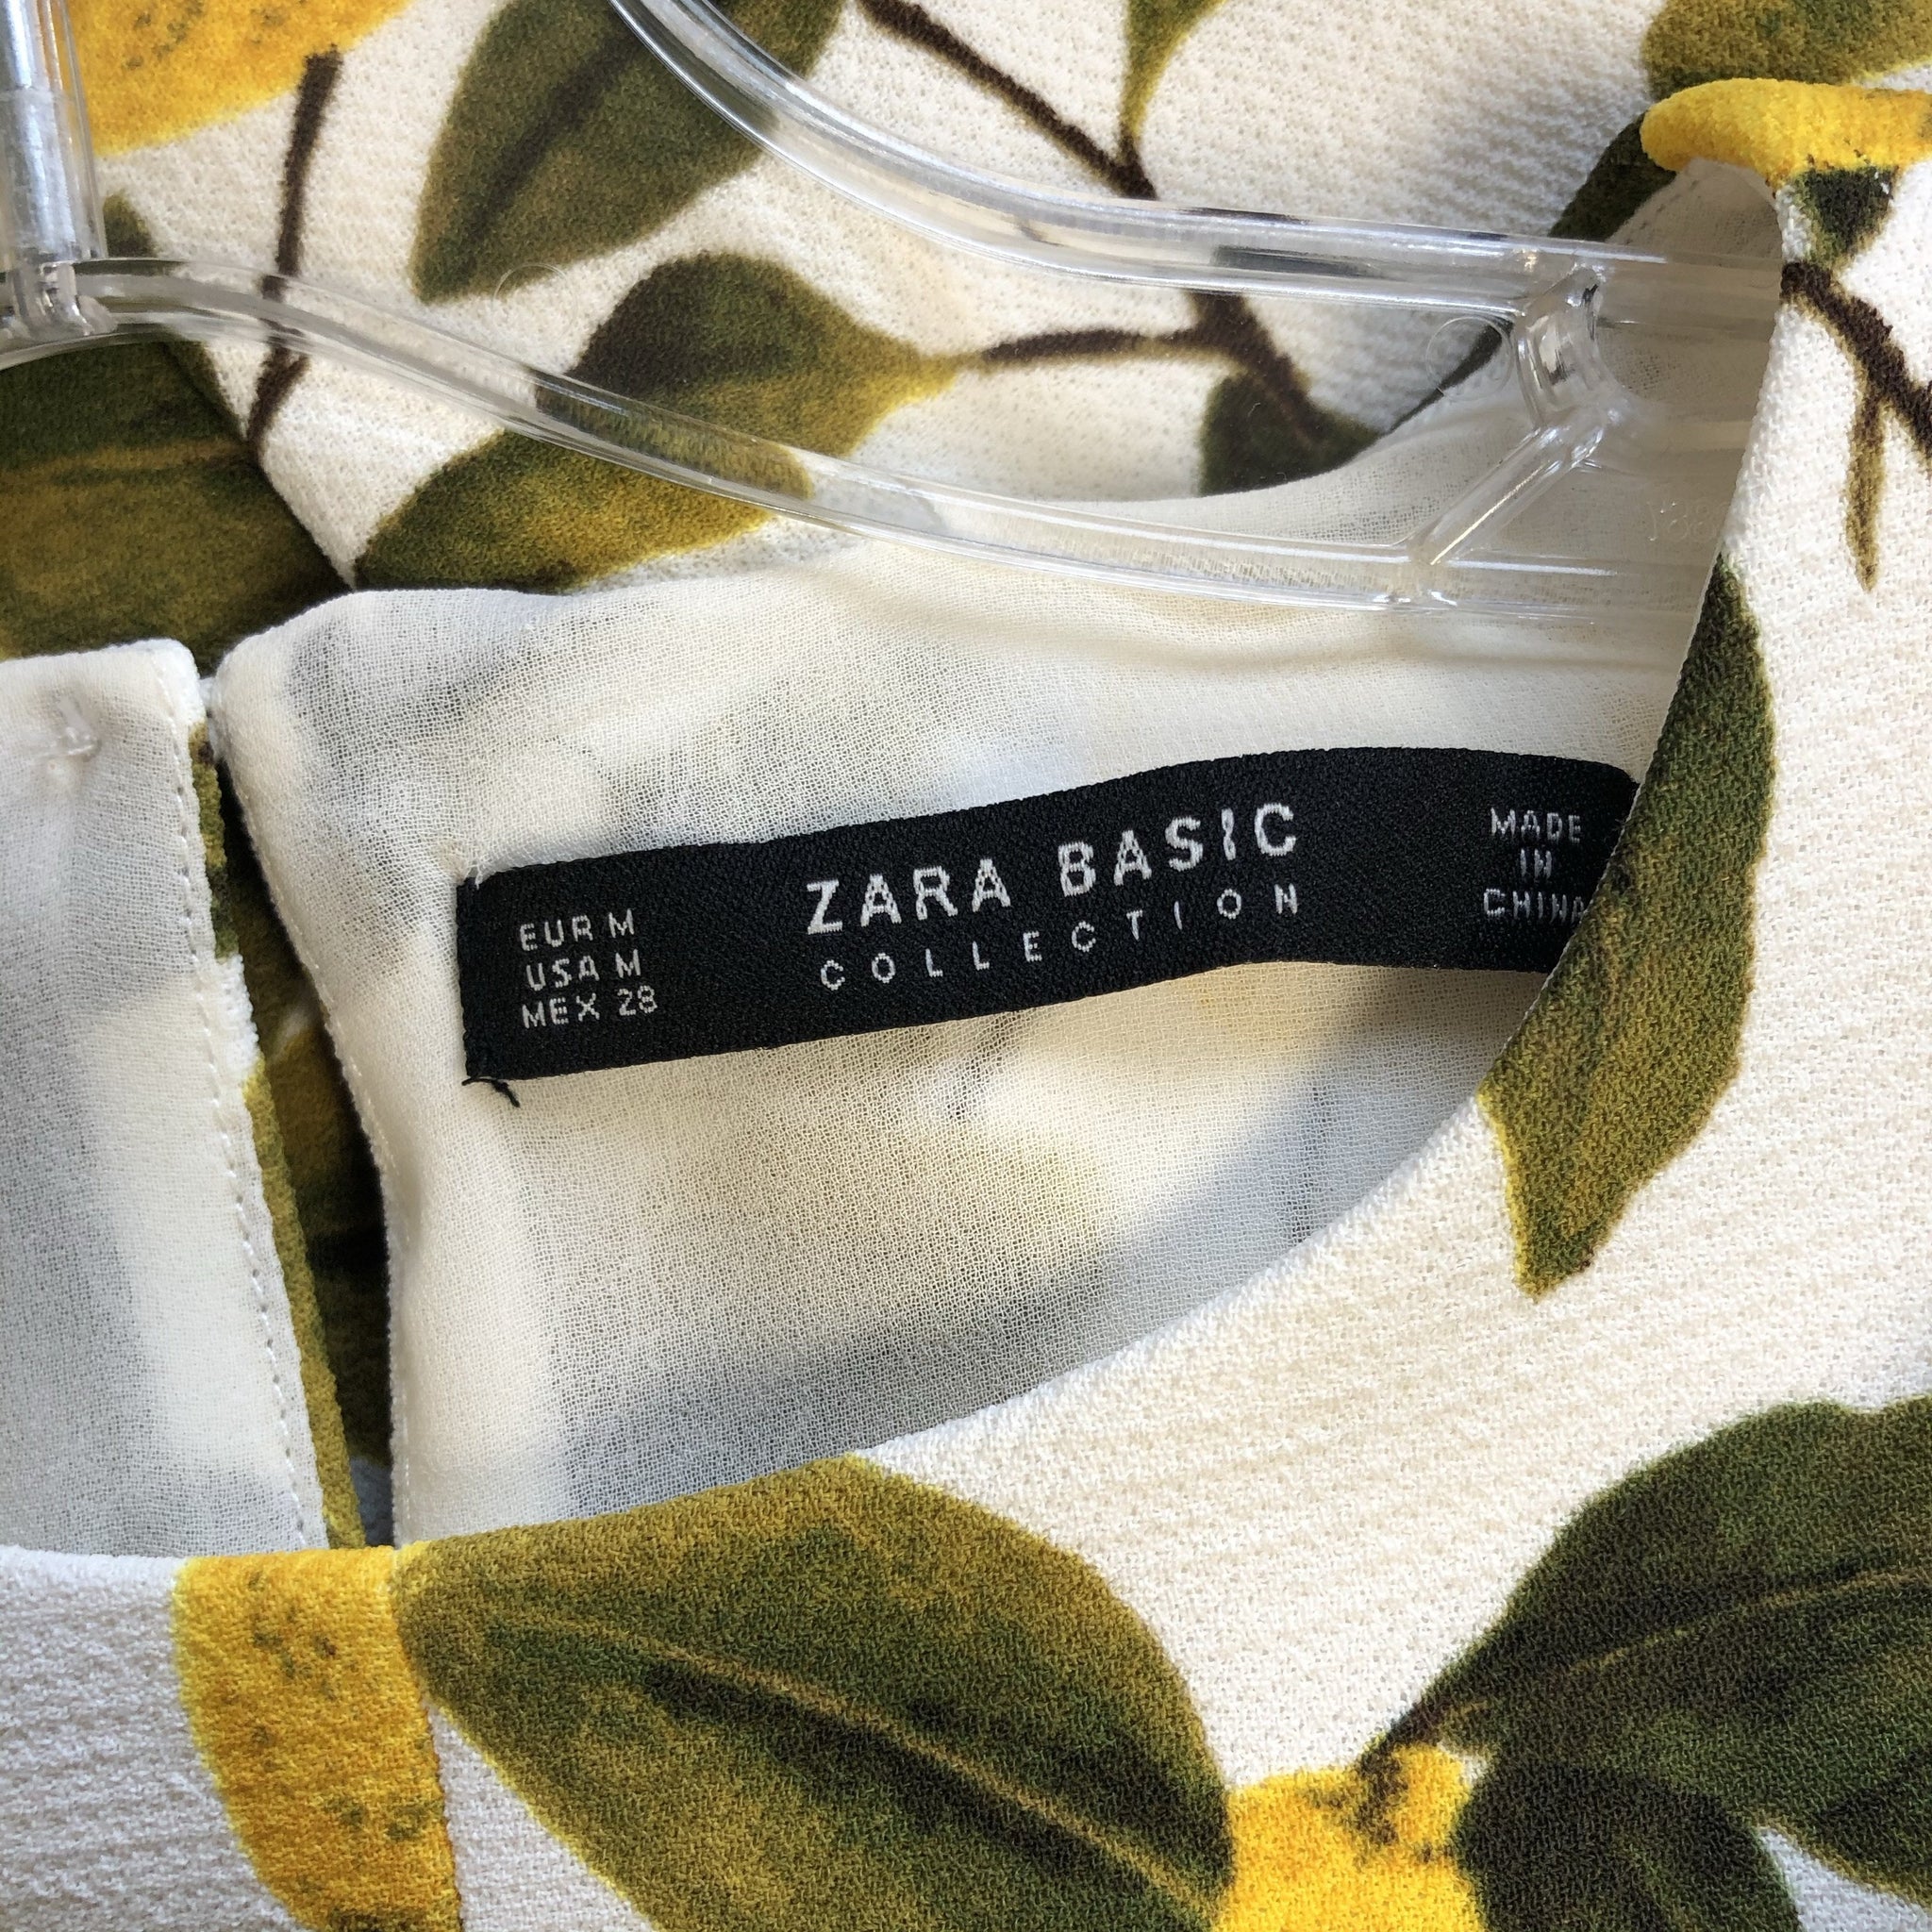 EUR M
USA M
MEX 28
ZARA BASIC
COLLECTION
MADE
IN
CHINA